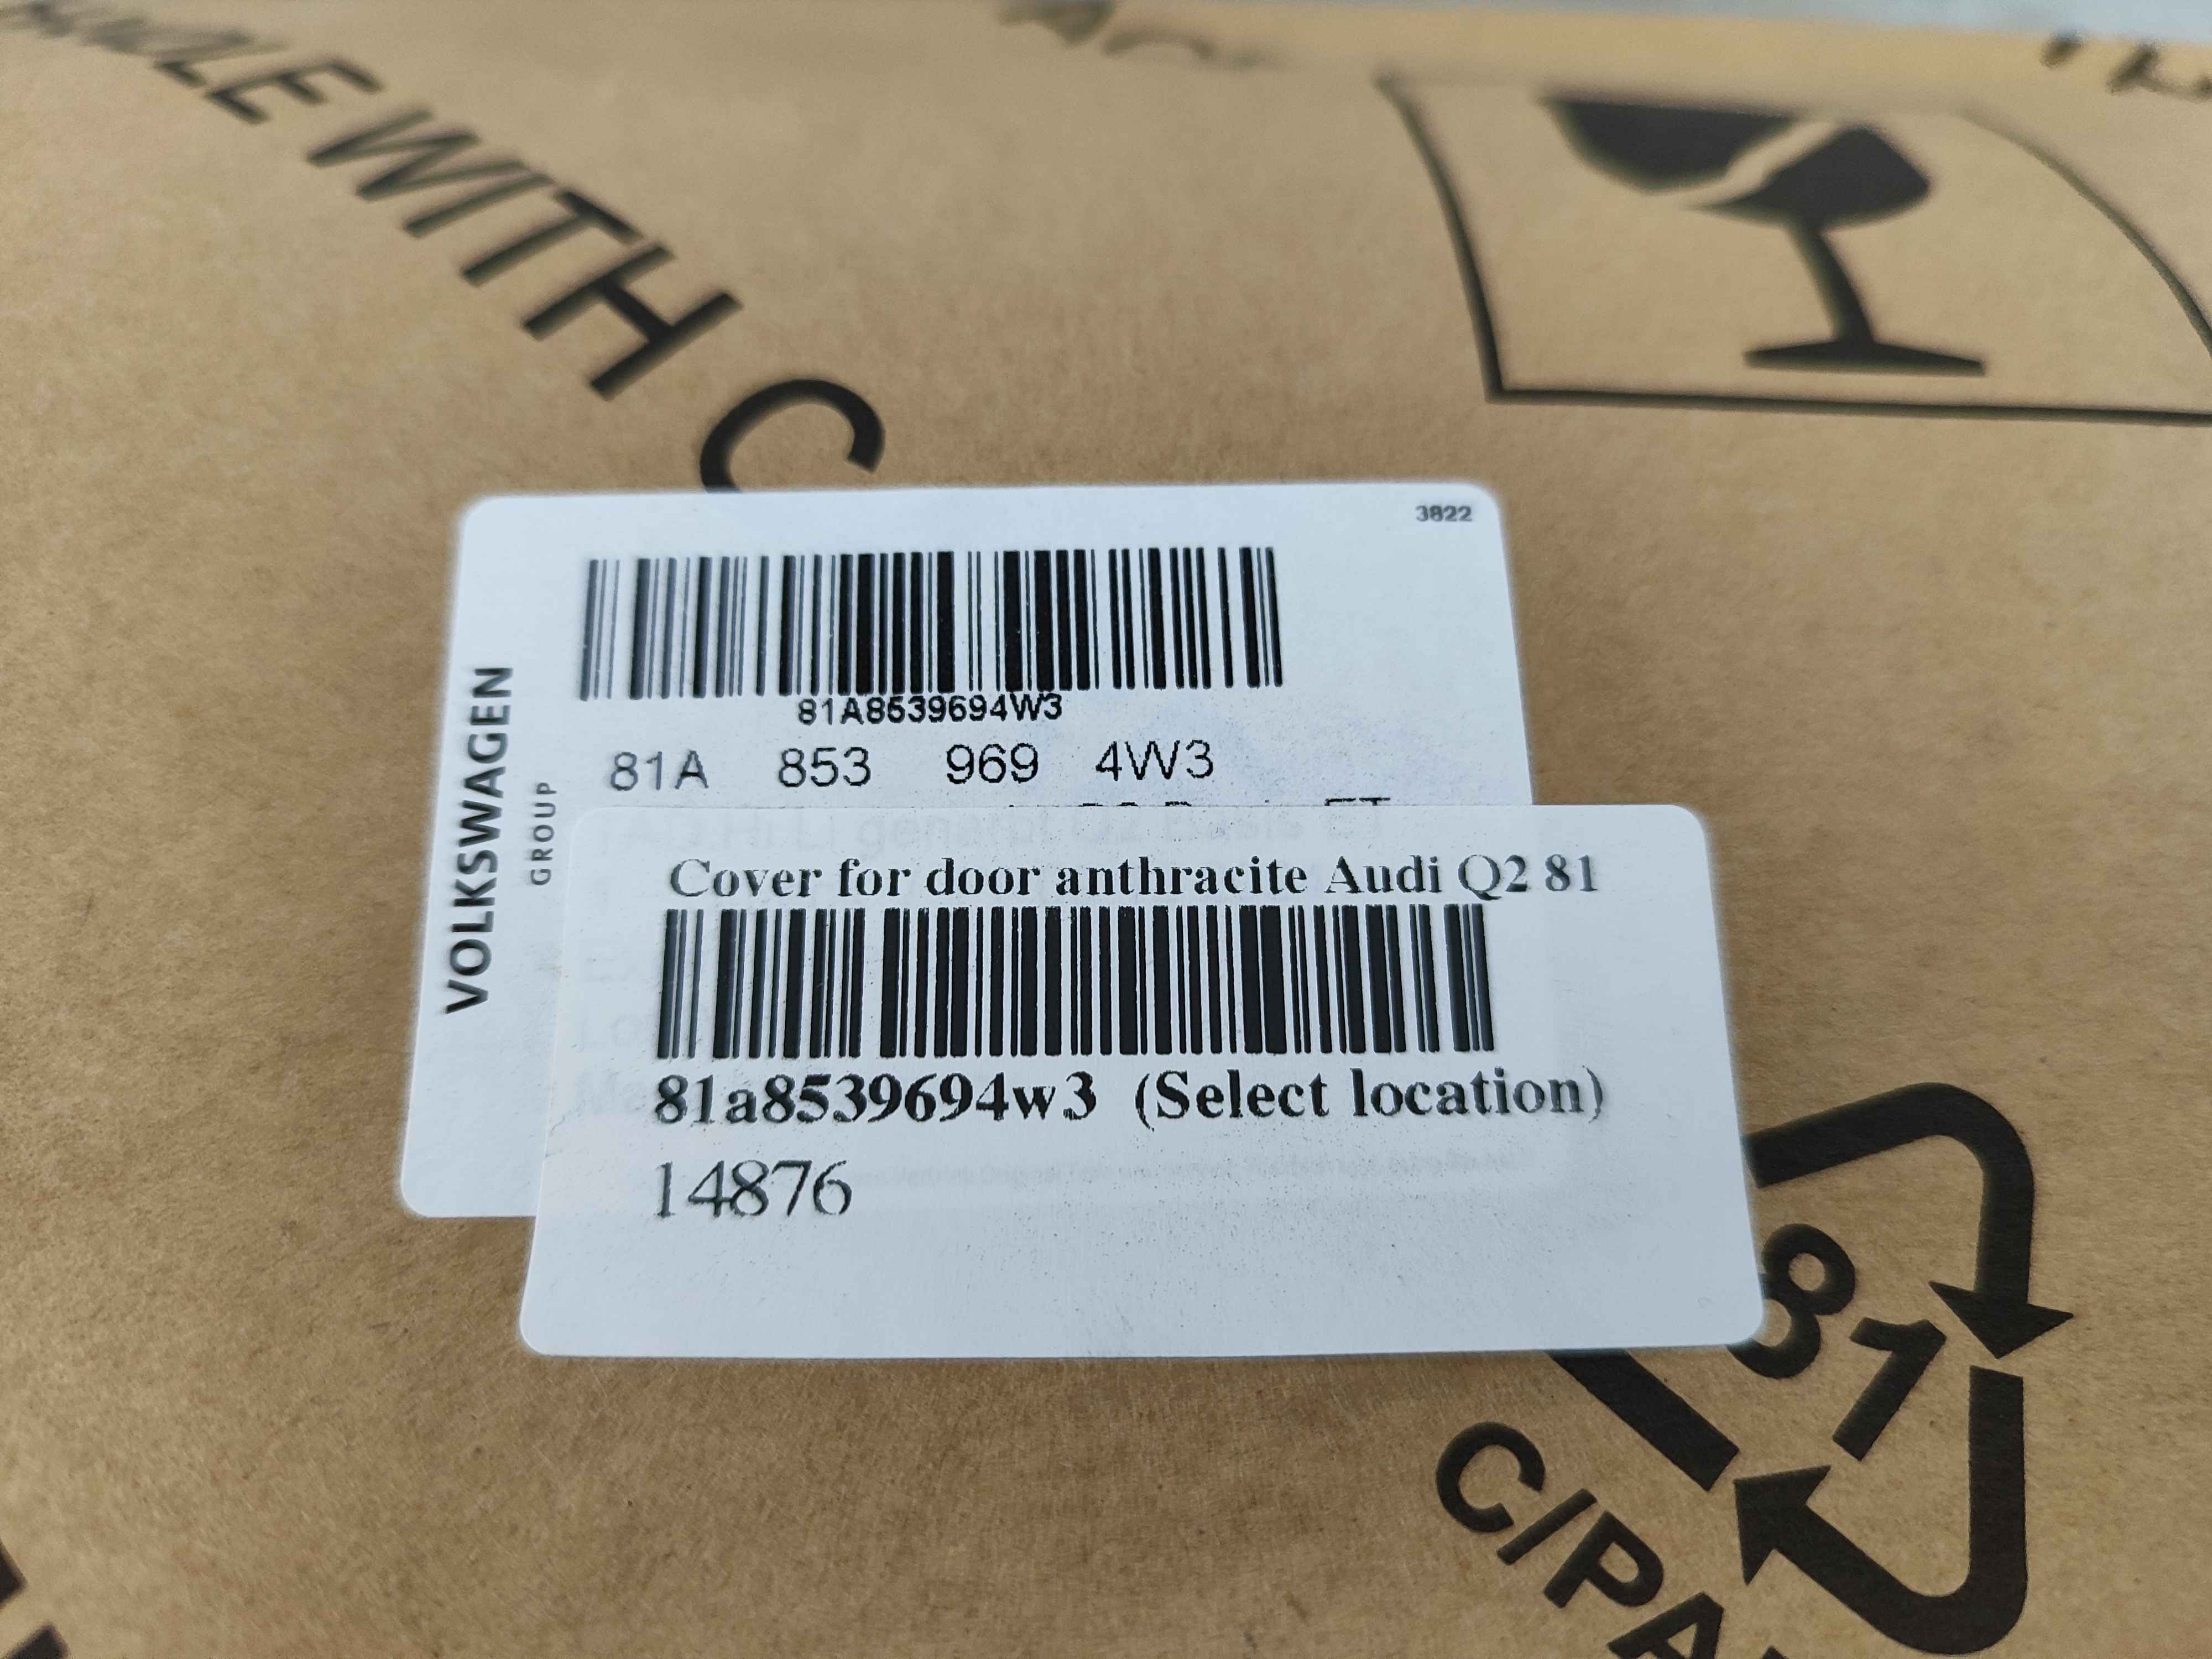 WITH C
3822
81A8539694W3
81A 853 969 4W3
VOLKSWAGEN
GROUP
Cover for door anthracite Audi Q2 81
81a8539694w3 (Select location)
14876
81
C/PA